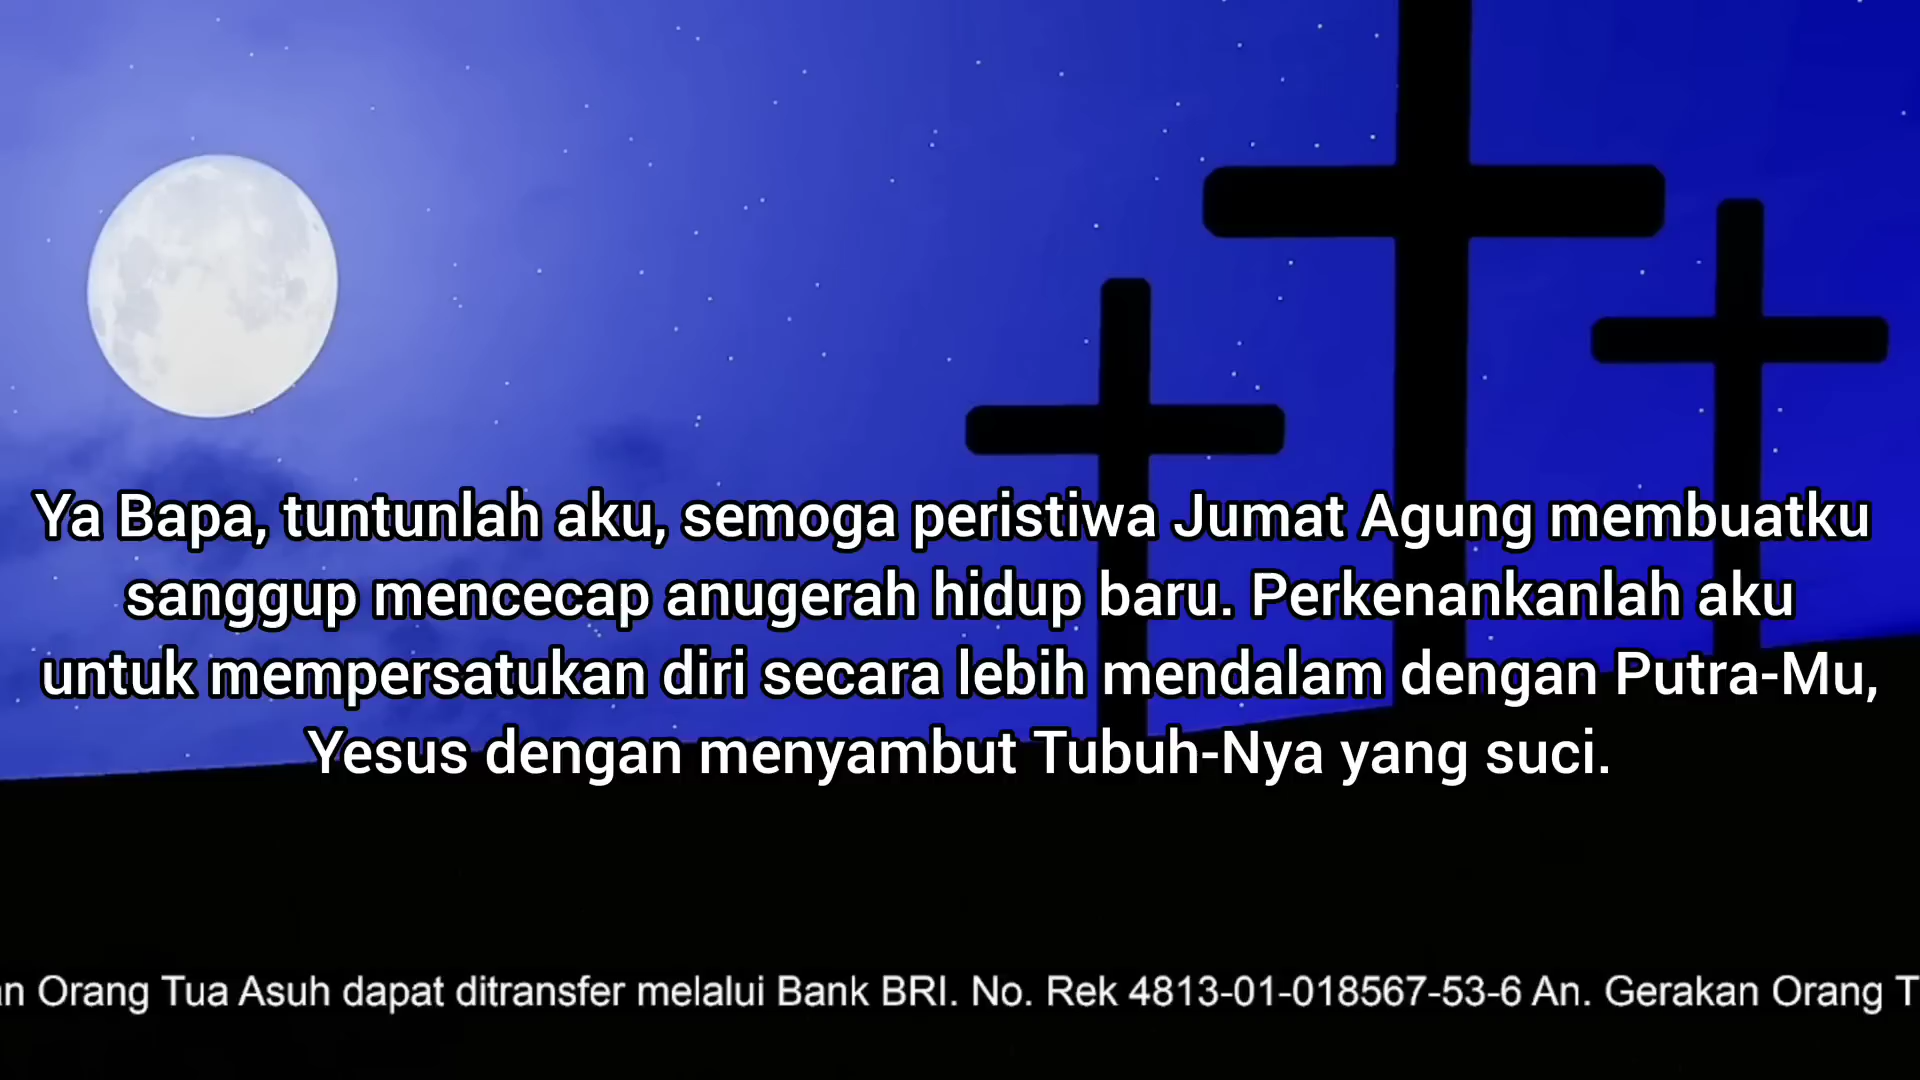 Ya Bapa, tuntunlah aku, semoga peristiwa Jumat Agung membuatku
sanggup mencecap anugerah hidup baru. Perkenankanlah aku
untuk mempersatukan diri secara lebih mendalam dengan Putra-Mu,
Yesus dengan menyambut Tubuh-Nya yang suci.
n Orang Tua Asuh dapat ditransfer melalui Bank BRI. No. Rek 4813-01-018567-53-6 An. Gerakan Orang T